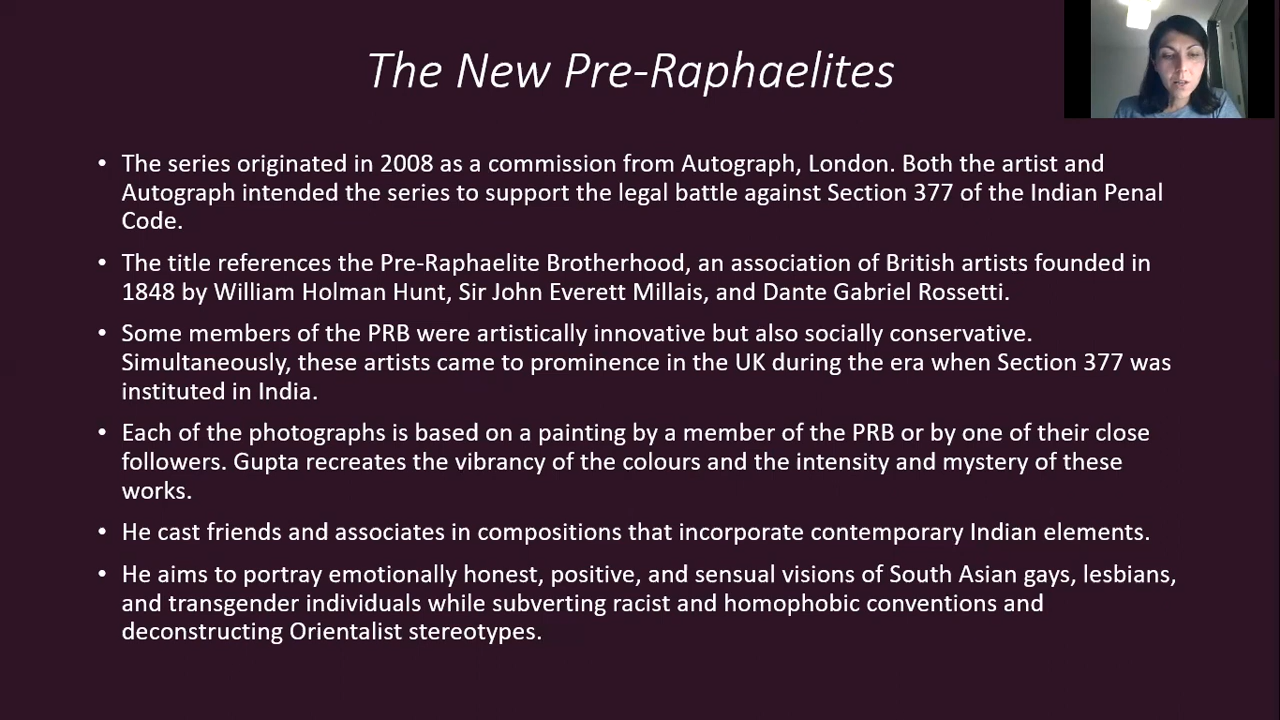 The New Pre-Raphaelites
• The series originated in 2008 as a commission from Autograph, London. Both the artist and
Autograph intended the series to support the legal battle against Section 377 of the Indian Penal
Code.
• The title references the Pre-Raphaelite Brotherhood, an association of British artists founded in
1848 by William Holman Hunt, Sir John Everett Millais, and Dante Gabriel Rossetti.
• Some members of the PRB were artistically innovative but also socially conservative.
Simultaneously, these artists came to prominence in the UK during the era when Section 377 was
instituted in India.
• Each of the photographs is based on a painting by a member of the PRB or by one of their close
followers. Gupta recreates the vibrancy of the colours and the intensity and mystery of these
works.
• He cast friends and associates in compositions that incorporate contemporary Indian elements.
• He aims to portray emotionally honest, positive, and sensual visions of South Asian gays, lesbians,
and transgender individuals while subverting racist and homophobic conventions and
deconstructing Orientalist stereotypes.